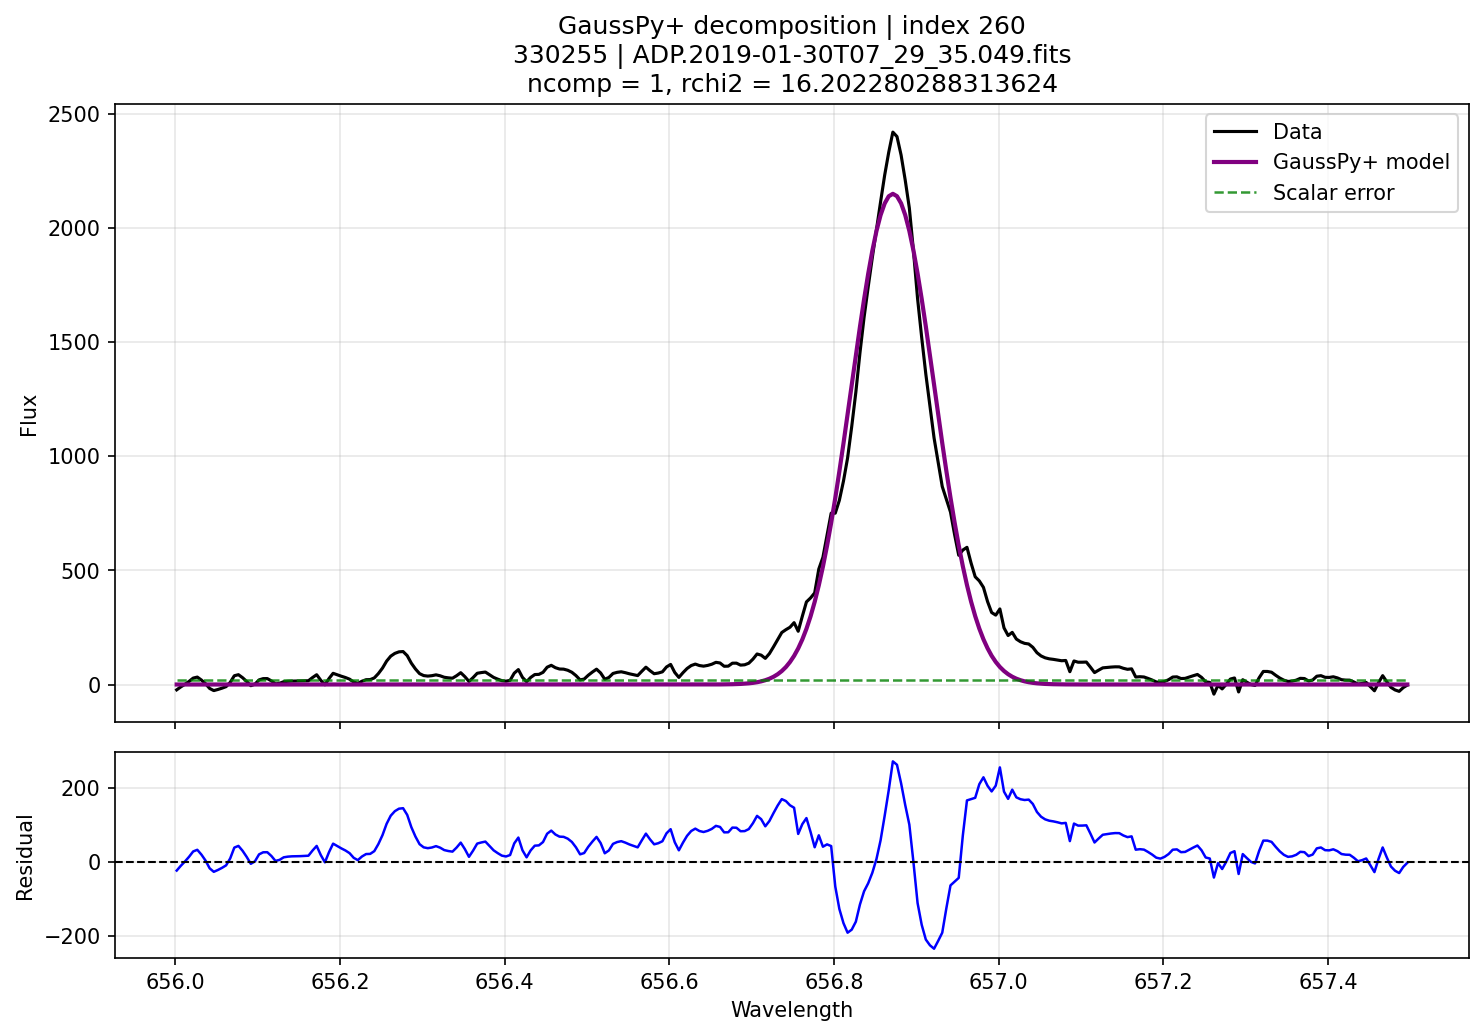 GaussPy+ decomposition | index 260
330255 | ADP.2019-01-30T07_29_35.049.fits
ncomp = 1, rchi2 = 16.202280288313624
2500
2000
1500
1000
500
0
Flux
Data
GaussPy+ model
Scalar error
200
0
−200
Residual
656.0
656.2
656.4
656.6
656.8
657.0
657.2
657.4
Wavelength